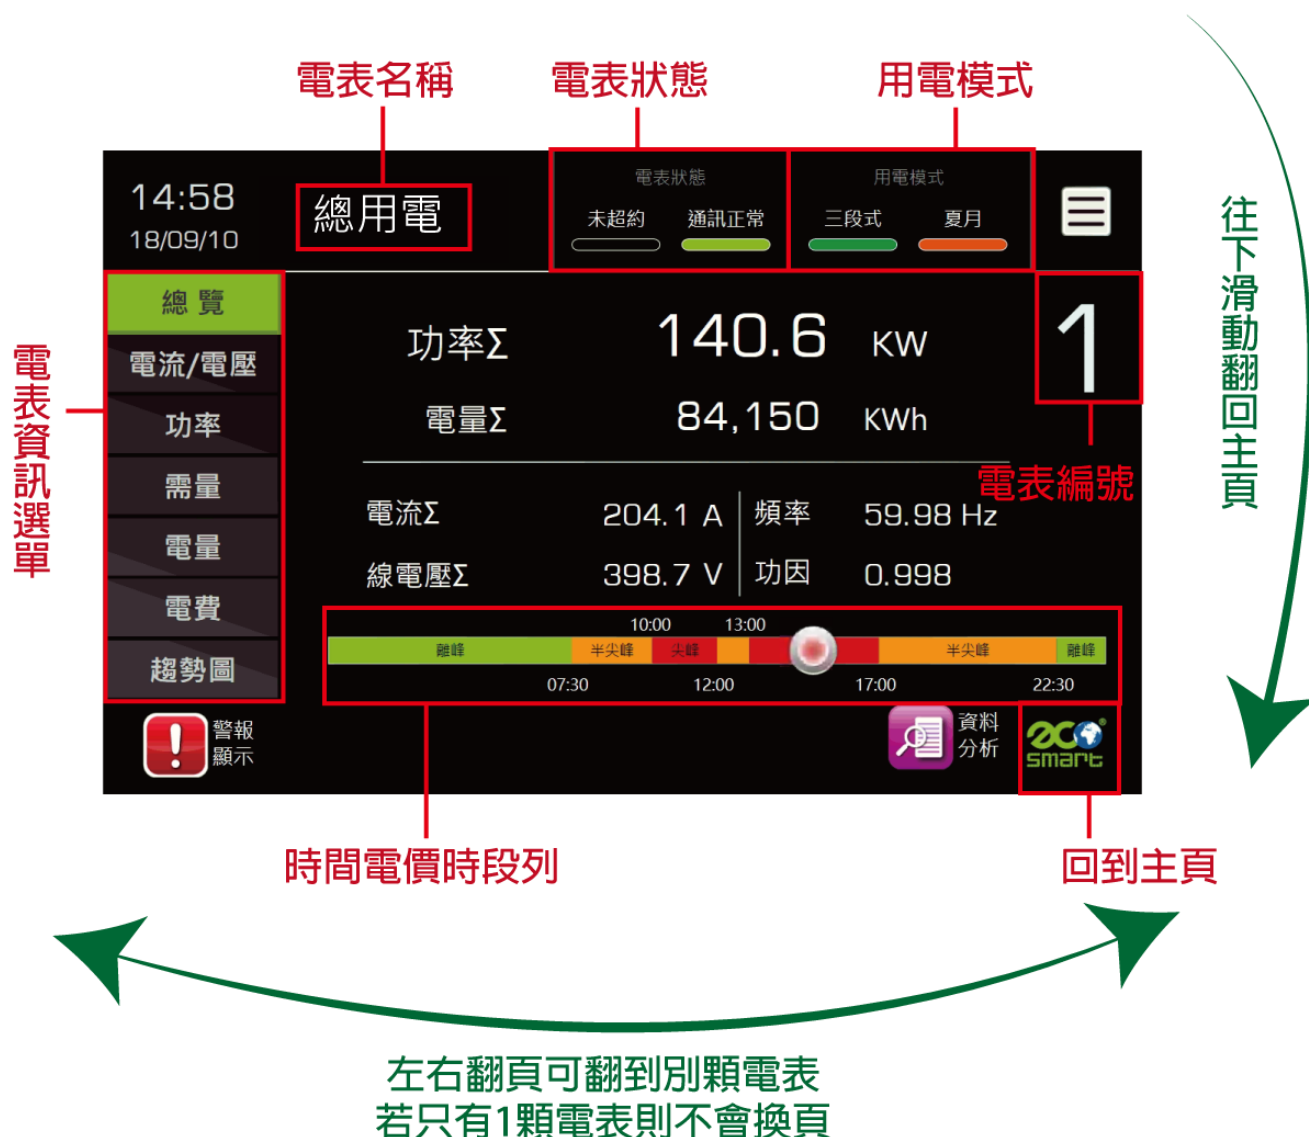 電表名稱
電表狀態
用電模式
14:58
18/09/10
總用電
電表狀態
未超約
通訊正常
用電模式
三段式
夏月
總覽
電流/電壓
功率
需量
電量
電費
趨勢圖
電表資訊選單
功率Σ 140.6 KW
電量Σ 84,150 KWh
1
電表編號
電流Σ 204.1 A
頻率 59.98 Hz
線電壓Σ 398.7 V
功因 0.998
10:00 13:00
離峰 半尖峰 尖峰 半尖峰 離峰
07:30 12:00 17:00 22:30
警報
顯示
資料
分析
eco
smart
時間電價時段列
回到主頁
往下滑動翻回主頁
左右翻頁可翻到別顆電表
若只有1顆電表則不會換頁